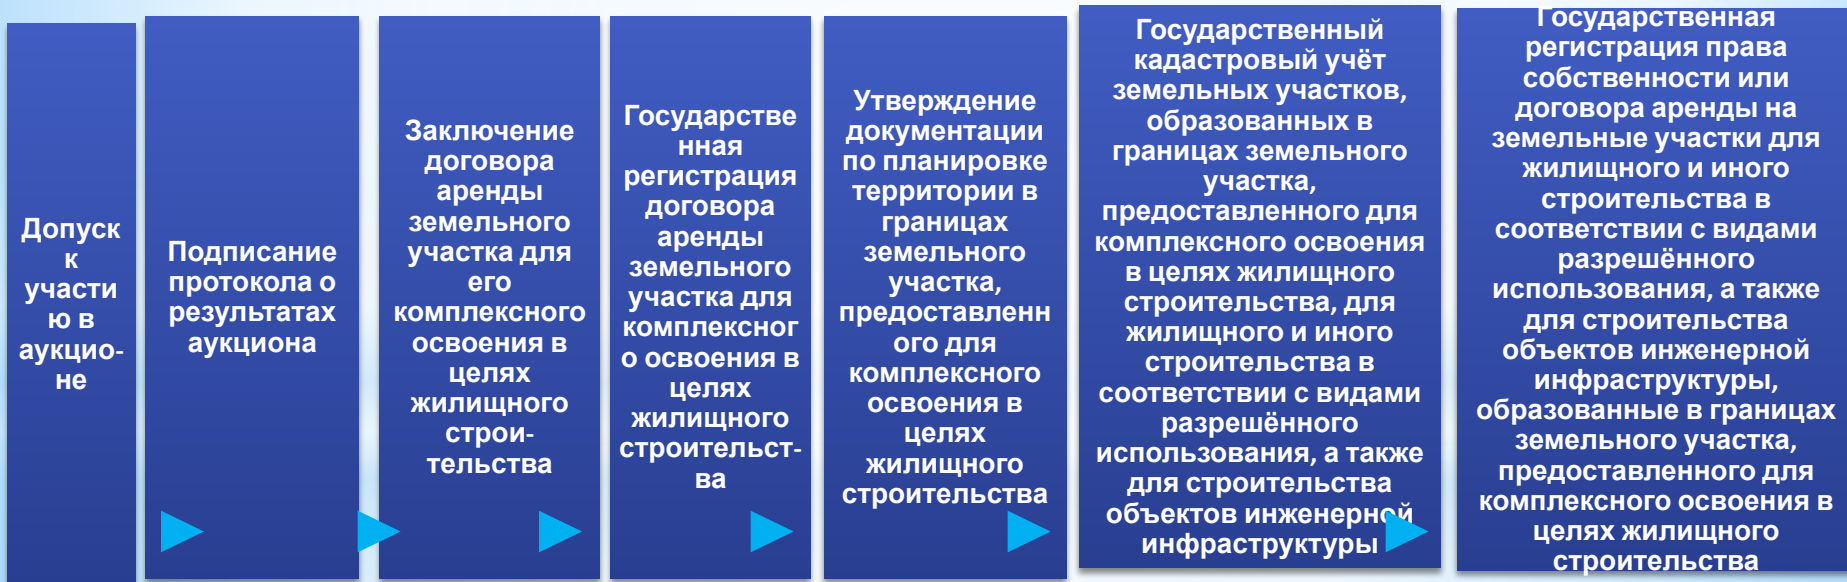 Допуск
к
участи
ю в
аукцио-
не
Подписание
протокола о
результатах
аукциона
Заключение
договора
аренды
земельного
участка для
его
комплексного
освоения в
целях
жилищного
строи-
тельства
Государстве
нная
регистрация
договора
аренды
земельного
участка для
комплексног
о освоения в
целях
жилищного
строительст-
ва
Утверждение
документации
по планировке
территории в
границах
земельного
участка,
предоставленн
ого для
комплексного
освоения в
целях
жилищного
строительства
Государственный
кадастровый учёт
земельных участков,
образованных в
границах земельного
участка,
предоставленного для
комплексного освоения
в целях жилищного
строительства, для
жилищного и иного
строительства в
соответствии с видами
разрешённого
использования, а также
для строительства
объектов инженерной
инфраструктуры
Государственная
регистрация права
собственности или
договора аренды на
земельные участки для
жилищного и иного
строительства в
соответствии с видами
разрешённого
использования, а также
для строительства
объектов инженерной
инфраструктуры,
образованные в границах
земельного участка,
предоставленного для
комплексного освоения в
целях жилищного
строительства